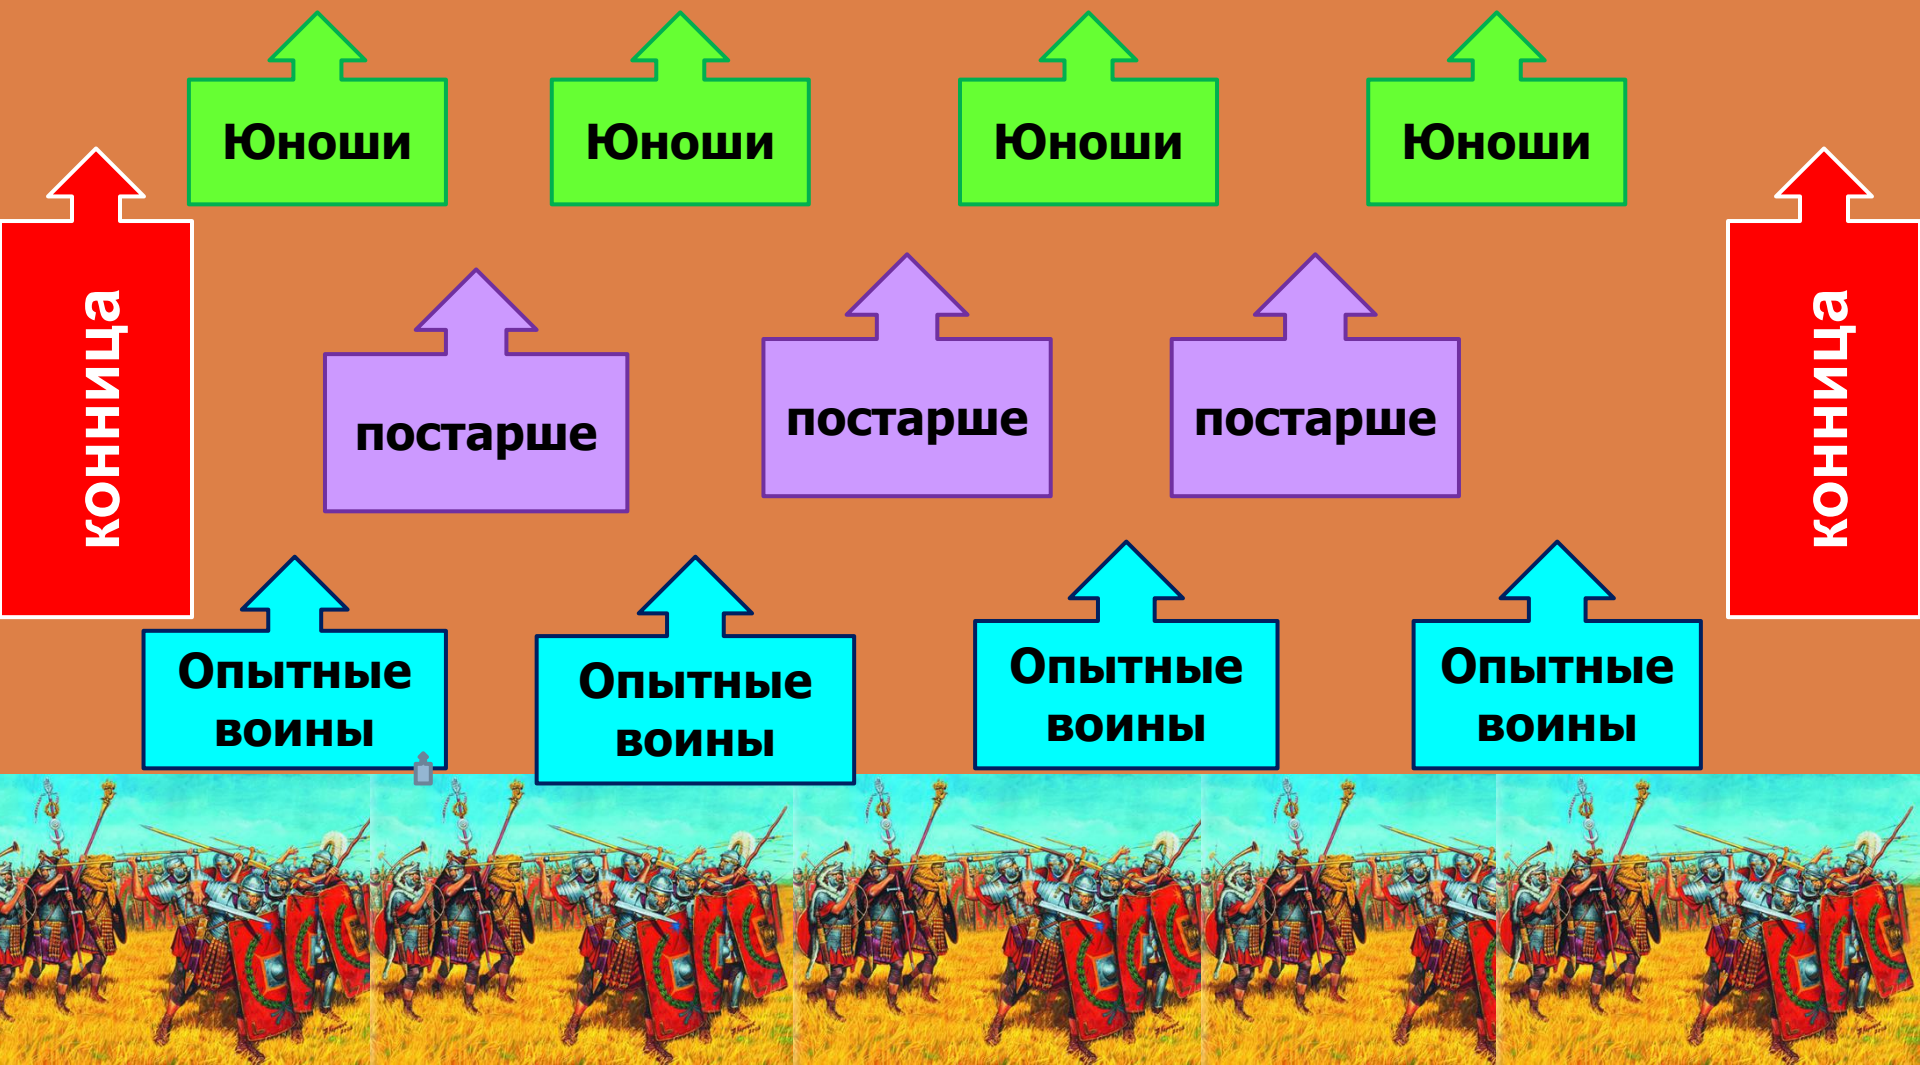 Юноши
Юноши
Юноши
Юноши
конница
конница
постарше
постарше
постарше
Опытные
воины
Опытные
воины
Опытные
воины
Опытные
воины